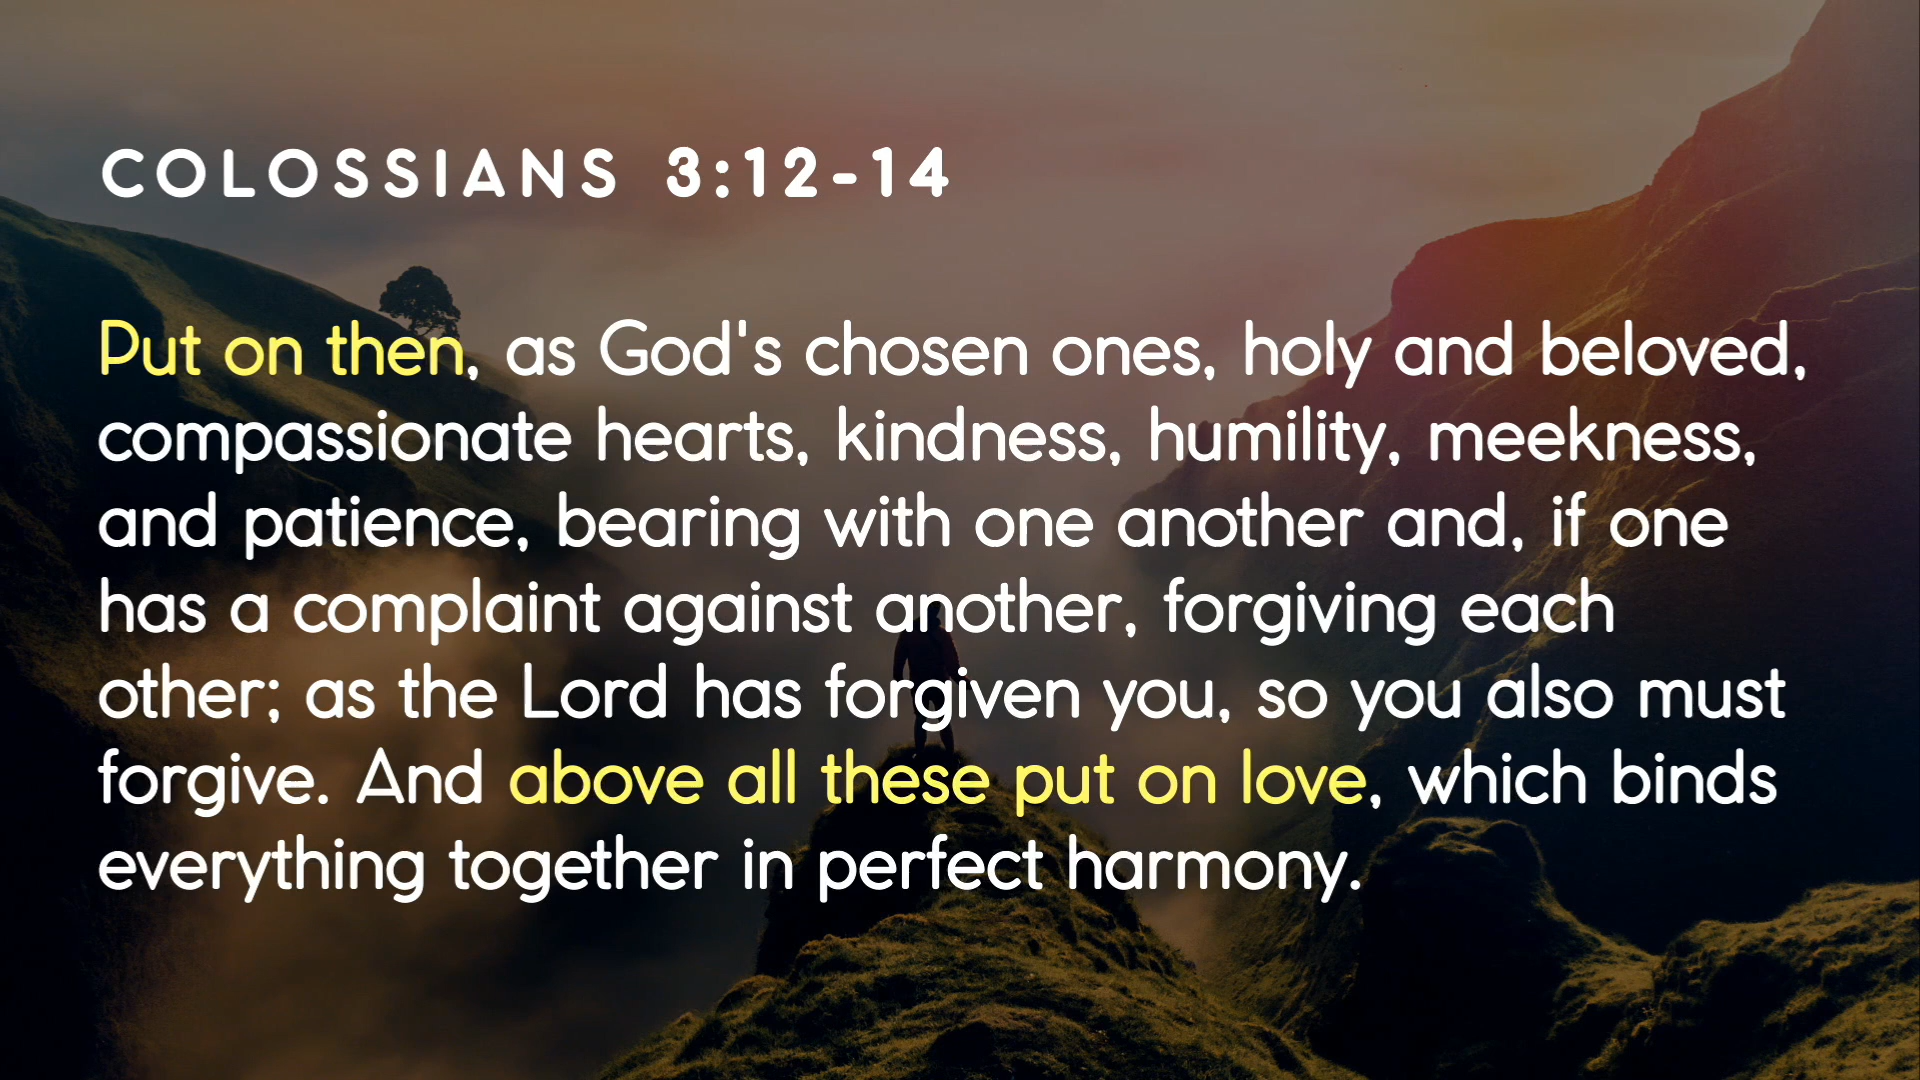 COLOSSIANS 3:12-14
Put on then, as God's chosen ones, holy and beloved,
compassionate hearts, kindness, humility, meekness,
and patience, bearing with one another and, if one
has a complaint against another, forgiving each
other; as the Lord has forgiven you, so you also must
forgive. And above all these put on love, which binds
everything together in perfect harmony.